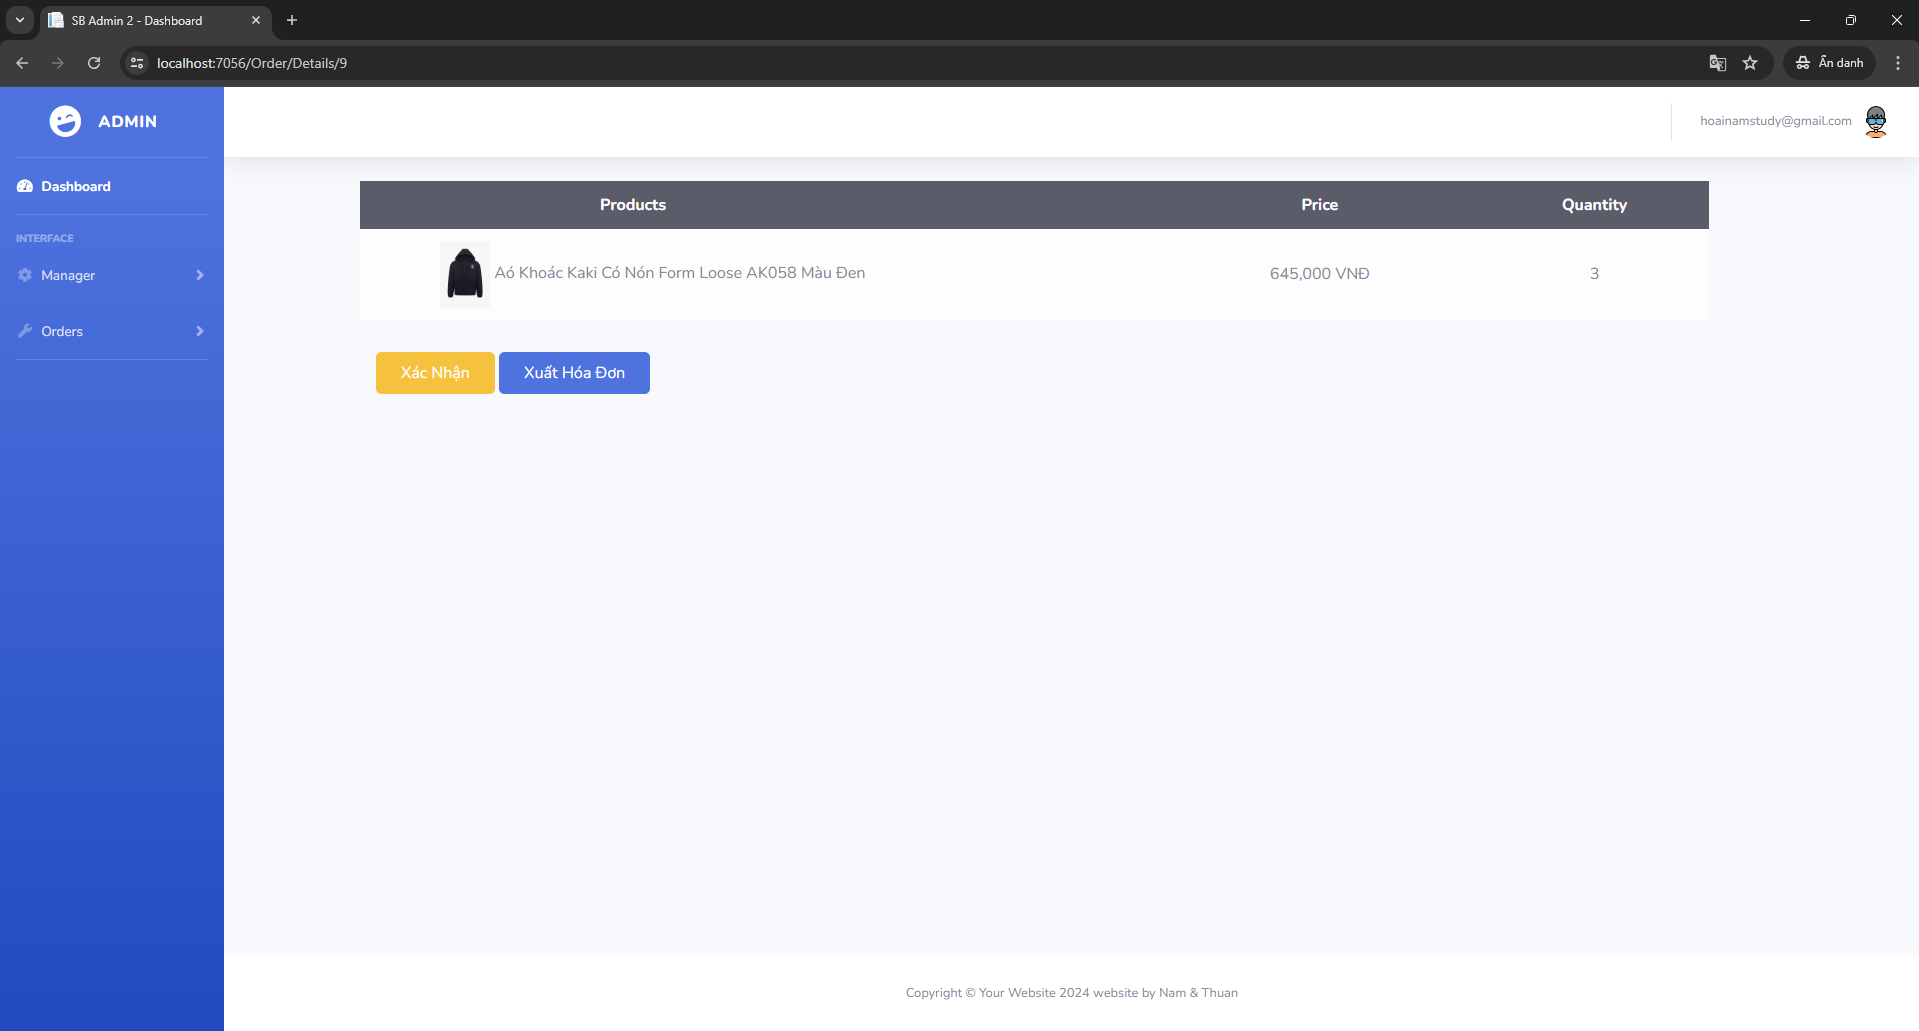 SB Admin 2 - Dashboard
localhost:7056/Order/Details/9
Ẩn danh
ADMIN
hoainamstudy@gmail.com
Dashboard
INTERFACE
Manager
Orders
Products Price Quantity
Aó Khoác Kaki Có Nón Form Loose AK058 Màu Đen 645,000 VNĐ 3
Xác Nhận Xuất Hóa Đơn
Copyright © Your Website 2024 website by Nam & Thuan